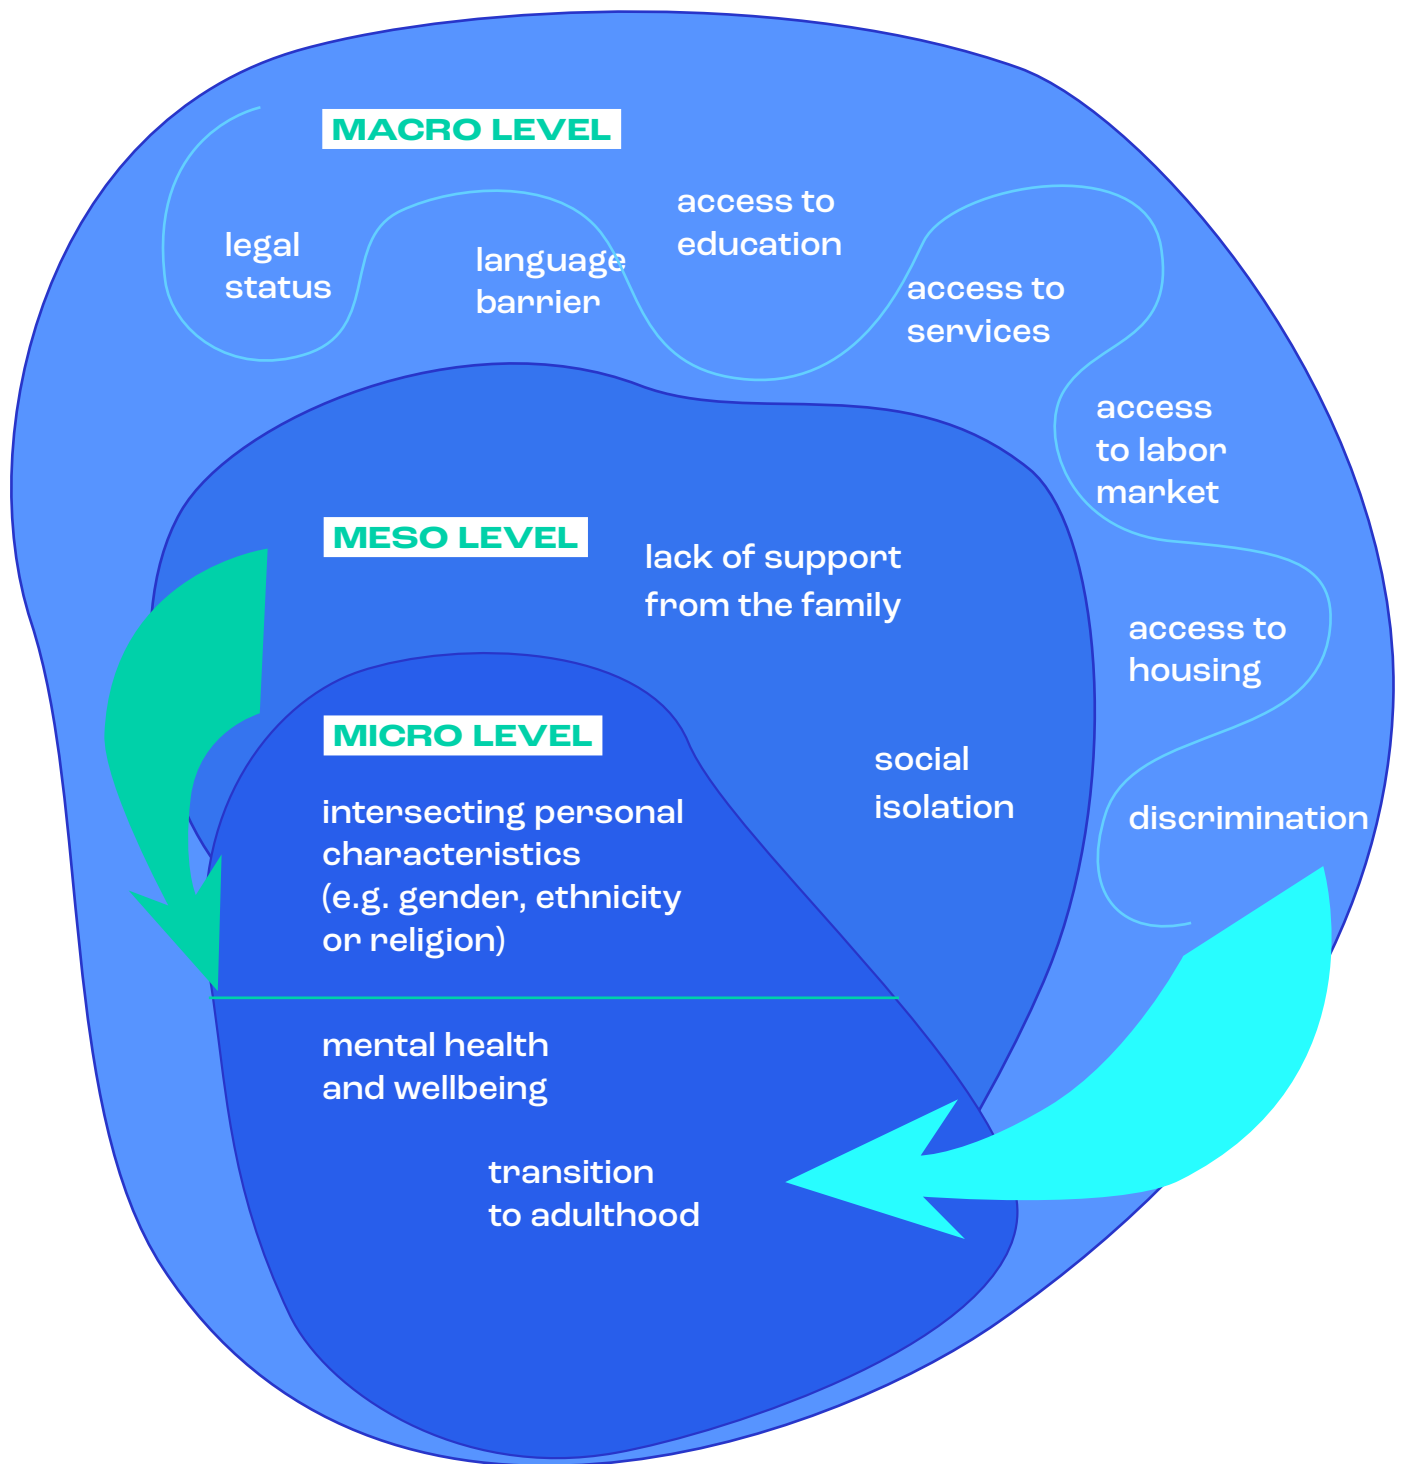 MACRO LEVEL
legal
status
language
barrier
access to
education
access to
services
access
to labor
market
access to
housing
discrimination
MESO LEVEL
lack of support
from the family
social
isolation
MICRO LEVEL
intersecting personal
characteristics
(e.g. gender, ethnicity
or religion)
mental health
and wellbeing
transition
to adulthood